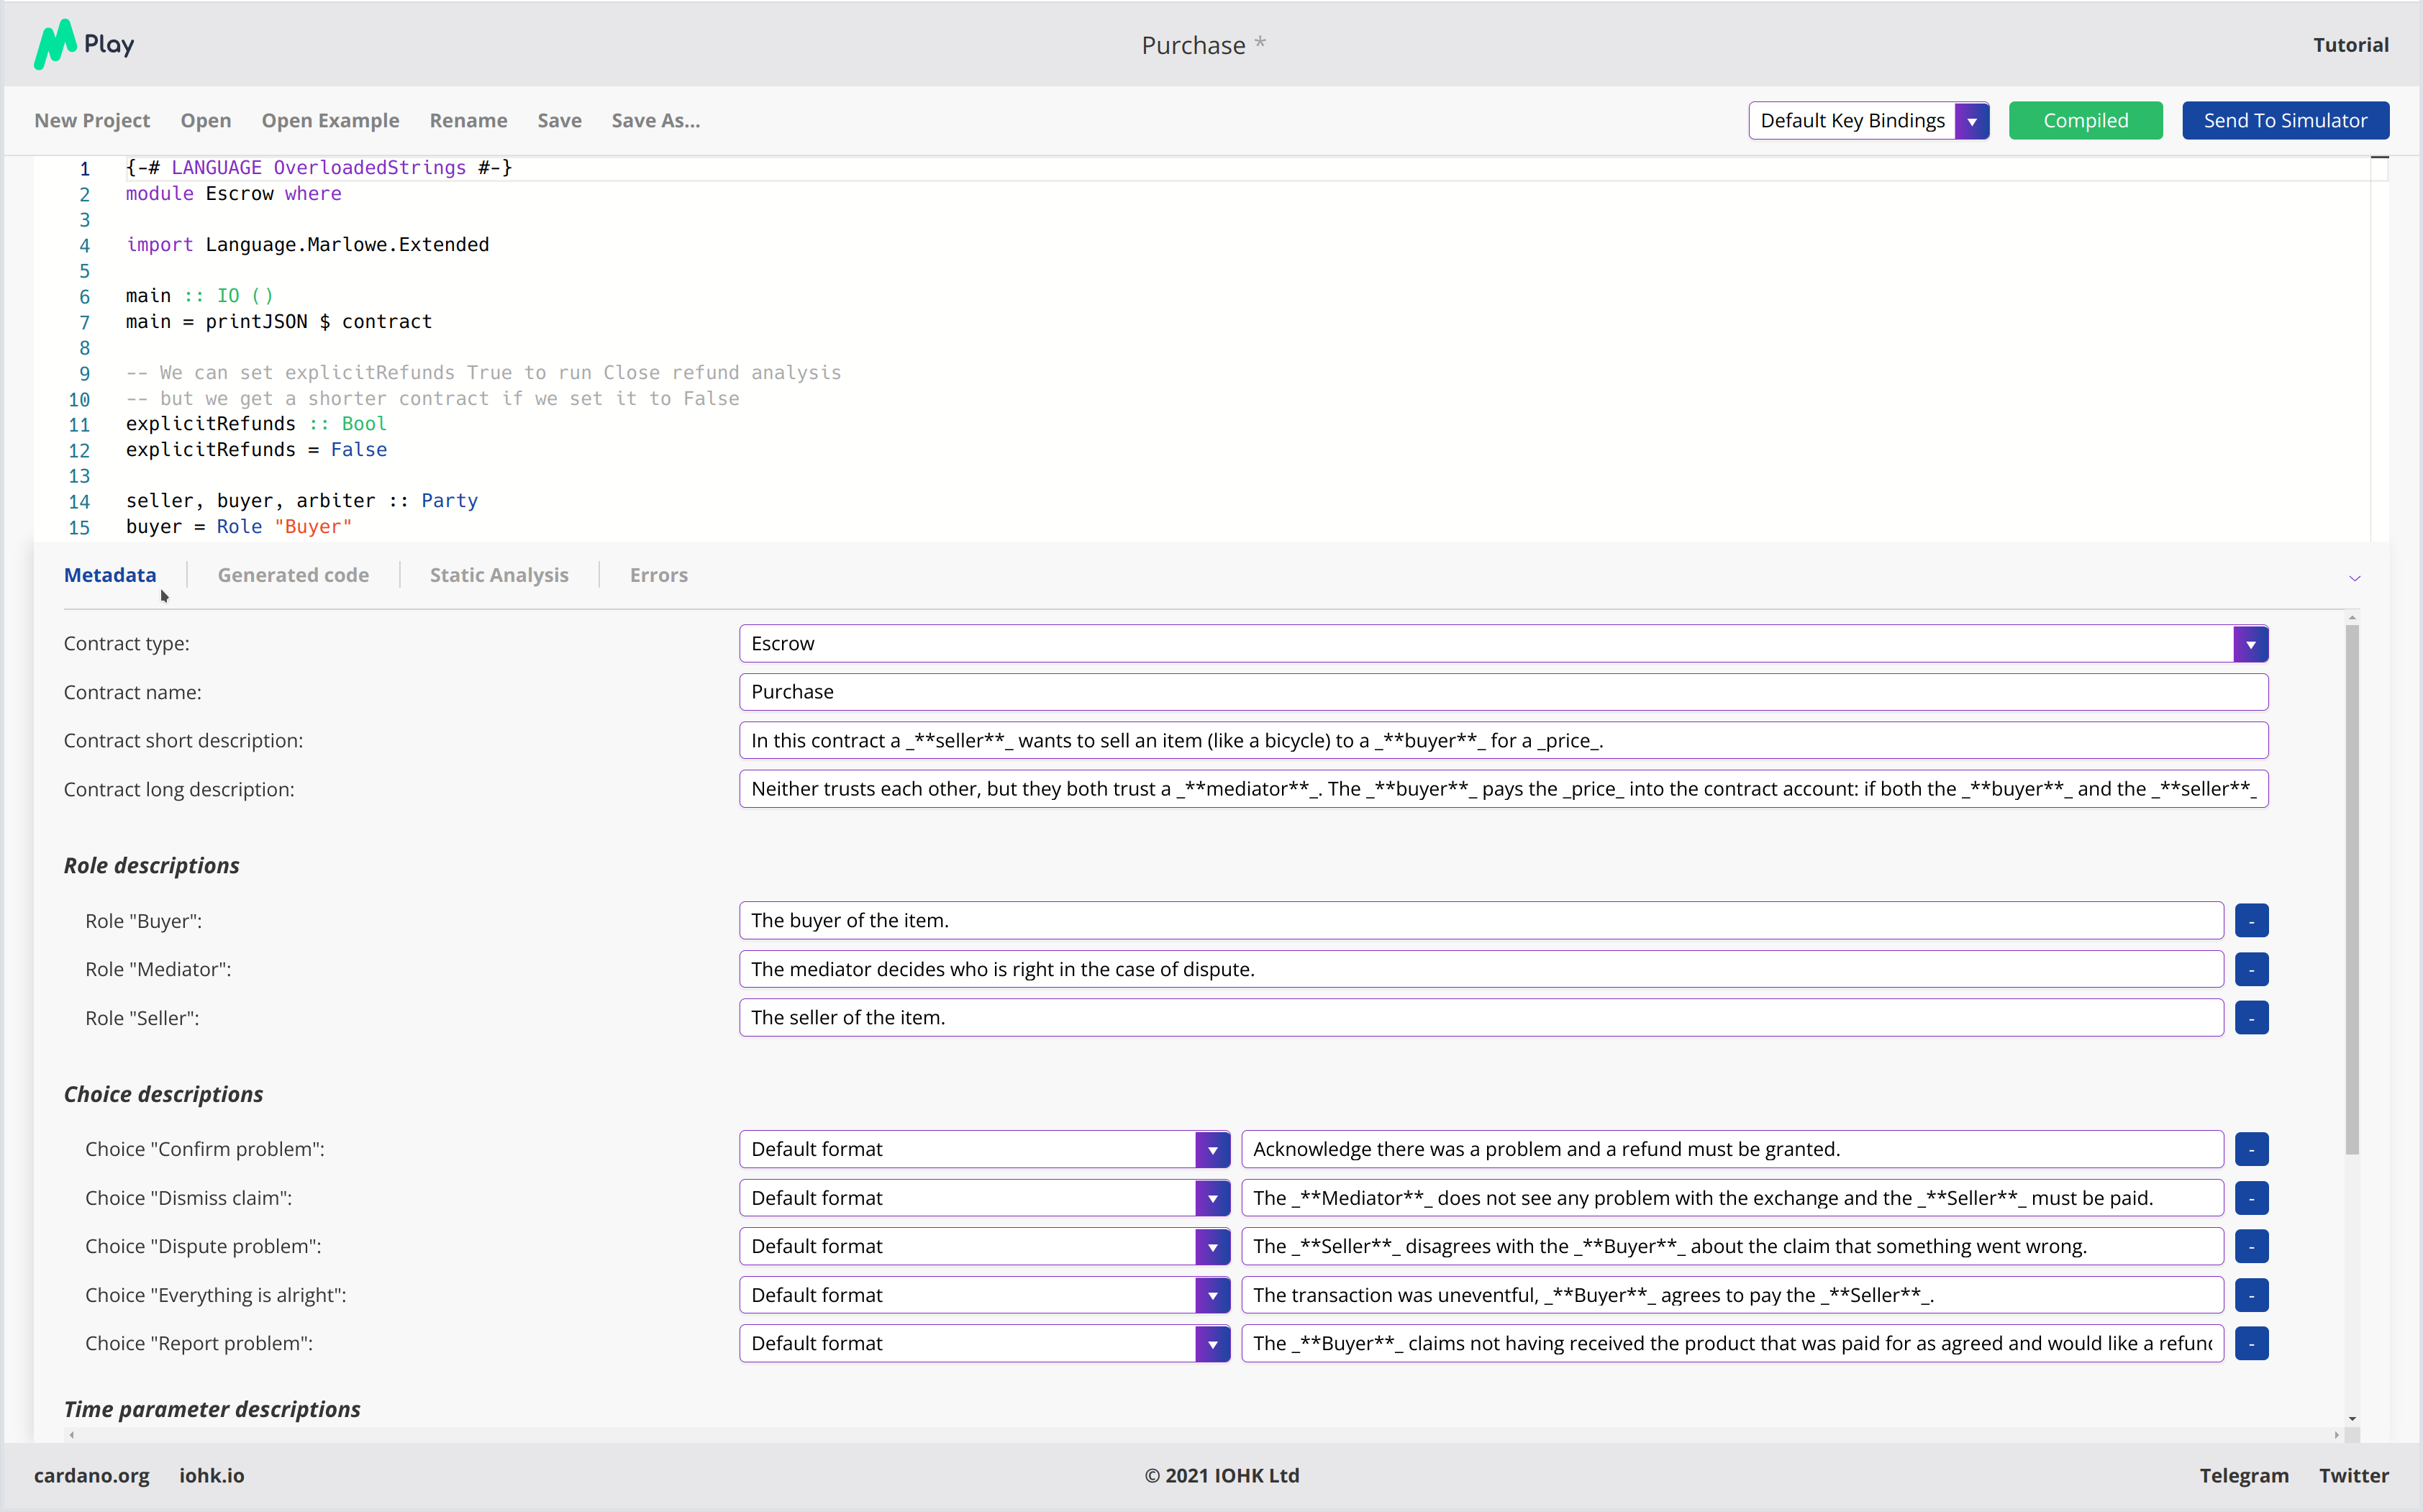 Play
Purchase *
Tutorial
New Project Open Open Example Rename Save Save As...
Default Key Bindings
Compiled
Send To Simulator
1 {-# LANGUAGE OverloadedStrings #-}
2 module Escrow where
3
4 import Language.Marlowe.Extended
5
6 main :: IO ()
7 main = printJSON $ contract
8
9 -- We can set explicitRefunds True to run Close refund analysis
10 -- but we get a shorter contract if we set it to False
11 explicitRefunds :: Bool
12 explicitRefunds = False
13
14 seller, buyer, arbiter :: Party
15 buyer = Role "Buyer"
Metadata Generated code Static Analysis Errors
Contract type: Escrow
Contract name: Purchase
Contract short description: In this contract a _**seller**_ wants to sell an item (like a bicycle) to a _**buyer**_ for a _price_.
Contract long description: Neither trusts each other, but they both trust a _**mediator**_. The _**buyer**_ pays the _price_ into the contract account: if both the _**buyer**_ and the _**seller**_
Role descriptions
Role "Buyer": The buyer of the item. -
Role "Mediator": The mediator decides who is right in the case of dispute. -
Role "Seller": The seller of the item. -
Choice descriptions
Choice "Confirm problem": Default format Acknowledge there was a problem and a refund must be granted. -
Choice "Dismiss claim": Default format The _**Mediator**_ does not see any problem with the exchange and the _**Seller**_ must be paid. -
Choice "Dispute problem": Default format The _**Seller**_ disagrees with the _**Buyer**_ about the claim that something went wrong. -
Choice "Everything is alright": Default format The transaction was uneventful, _**Buyer**_ agrees to pay the _**Seller**_. -
Choice "Report problem": Default format The _**Buyer**_ claims not having received the product that was paid for as agreed and would like a refund -
Time parameter descriptions
cardano.org iohk.io
© 2021 IOHK Ltd
Telegram Twitter